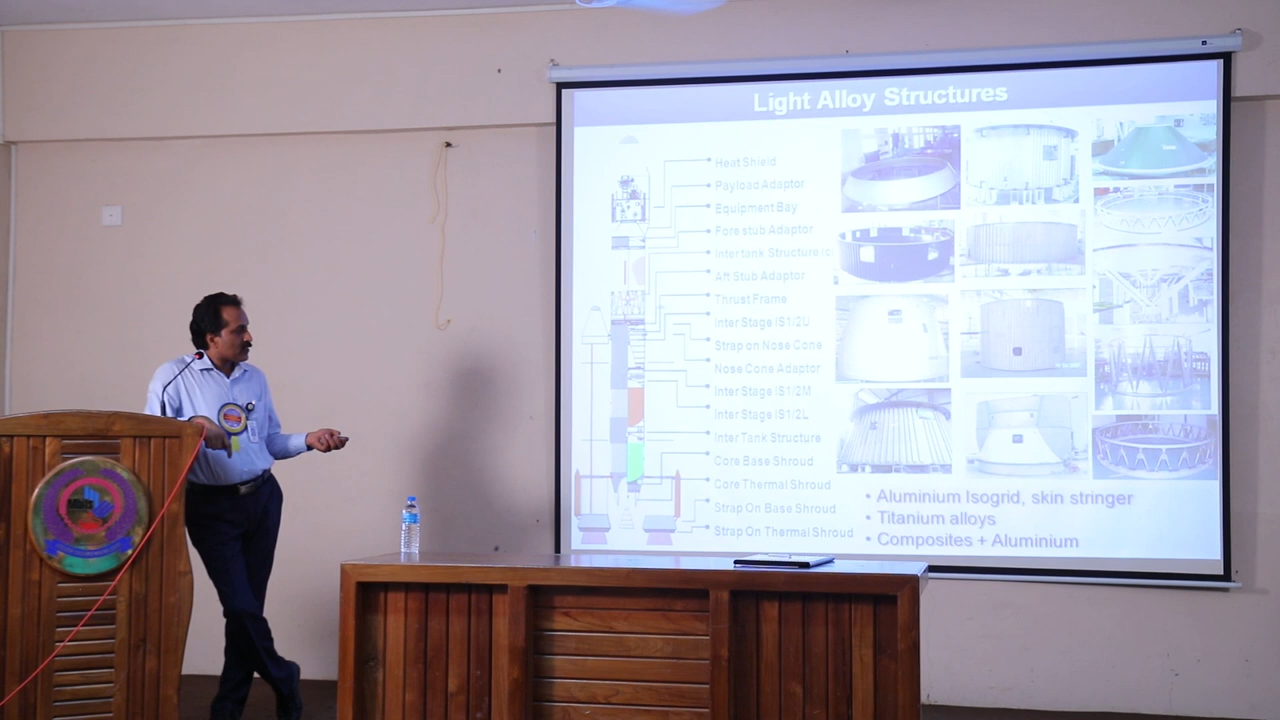 Light Alloy Structures
Heat Shield
Payload Adaptor
Equipment Bay
Fore stub Adaptor
Intertank Structure
Aft Stub Adaptor
Thrust Frame
Inter Stage IS1/2U
Strap on Nose Cone
Nose Cone Adaptor
Inter Stage IS1/2M
Inter Stage IS1/2L
Inter Tank Structure
Core Base Shroud
Core Thermal Shroud
Strap On Base Shroud
Strap On Thermal Shroud
• Aluminium Isogrid, skin stringer
• Titanium alloys
• Composites + Aluminium